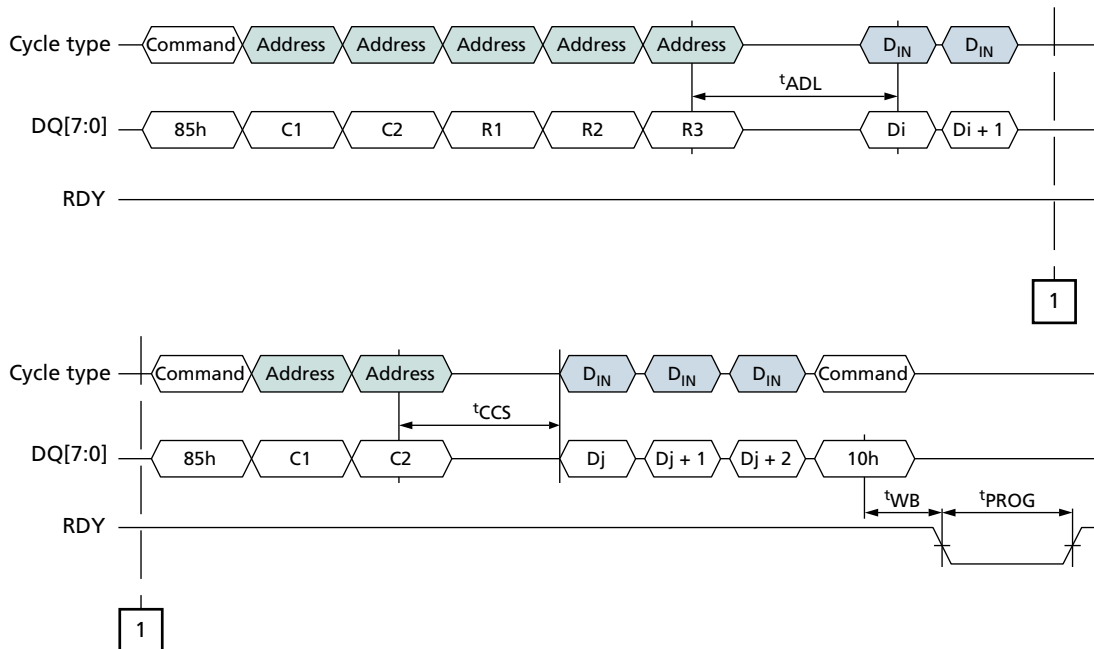 Cycle type Command Address Address Address Address Address DIN DIN
tADL
DQ[7:0] 85h C1 C2 R1 R2 R3 Di Di + 1
RDY
1
Cycle type Command Address Address DIN DIN DIN Command
tCCS
DQ[7:0] 85h C1 C2 Dj Dj + 1 Dj + 2 10h
tWB tPROG
RDY
1